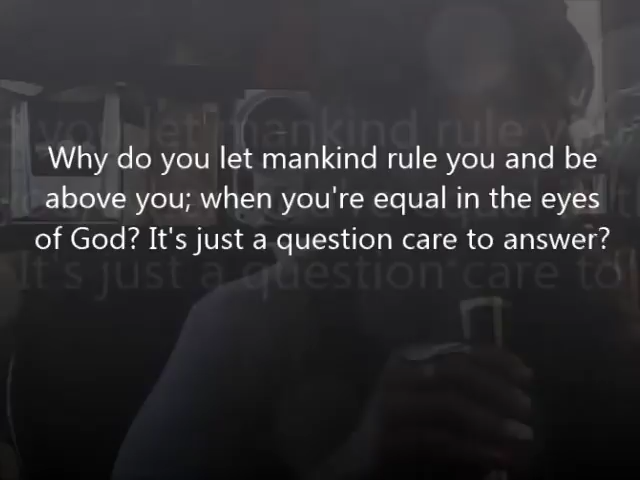 Why do you let mankind rule you and be
above you; when you're equal in the eyes
of God? It's just a question care to answer?